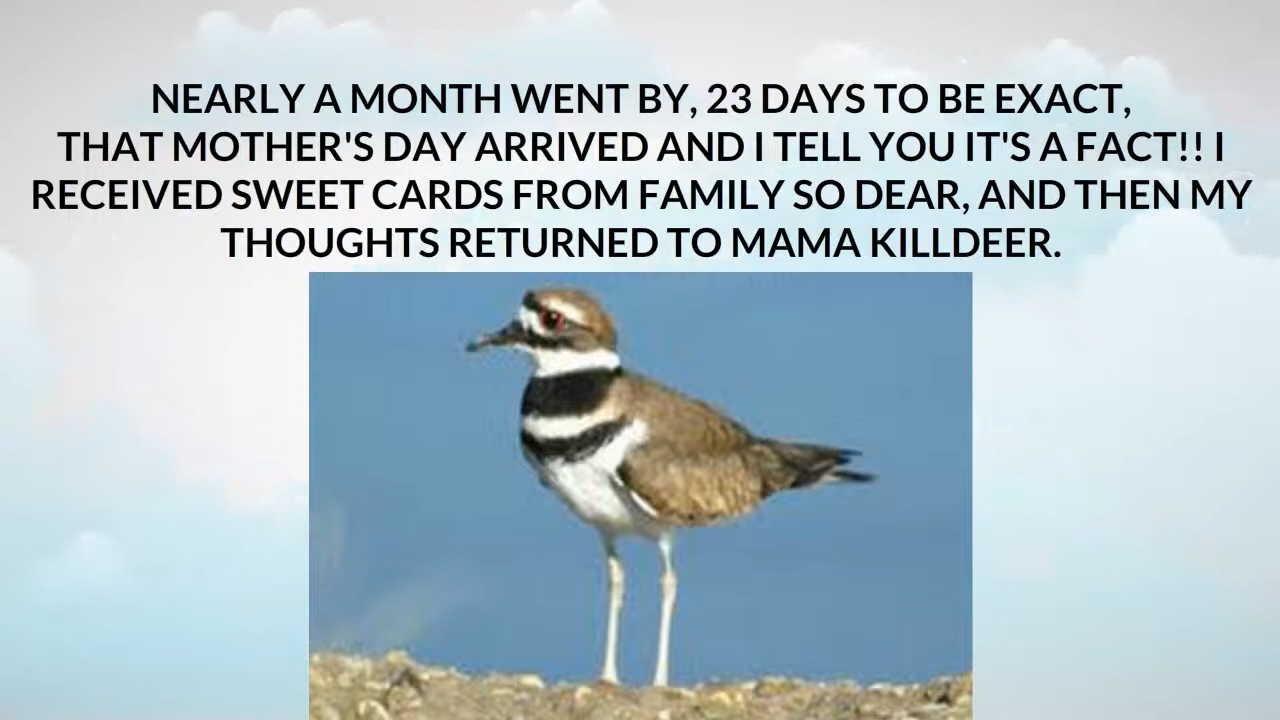 NEARLY A MONTH WENT BY, 23 DAYS TO BE EXACT,
THAT MOTHER'S DAY ARRIVED AND I TELL YOU IT'S A FACT!! I
RECEIVED SWEET CARDS FROM FAMILY SO DEAR, AND THEN MY
THOUGHTS RETURNED TO MAMA KILLDEER.